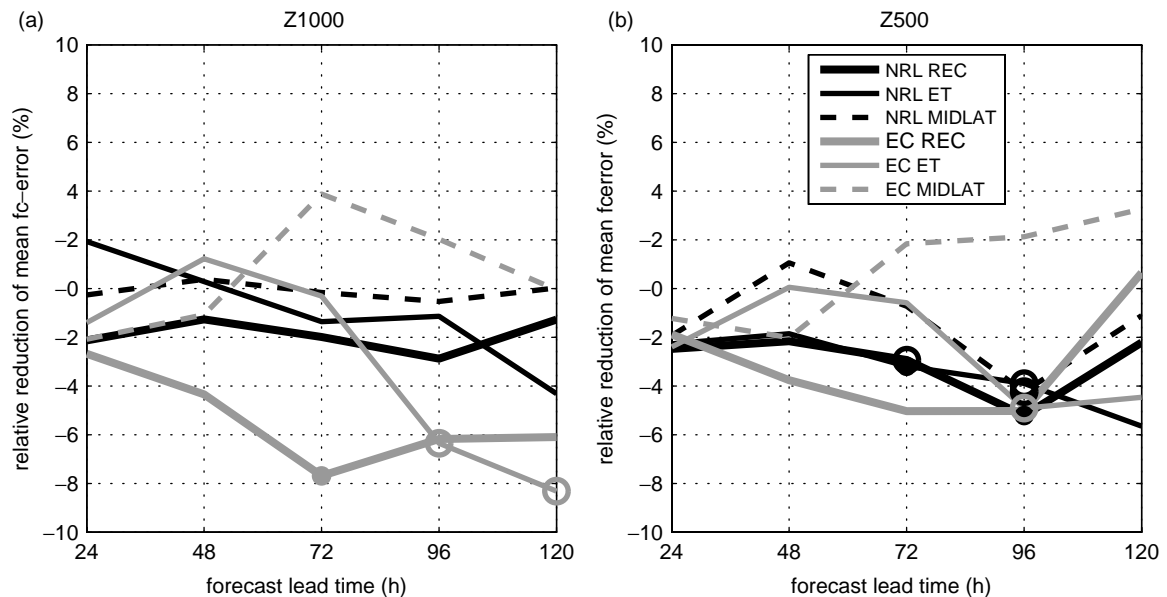 (a)
Z1000
relative reduction of mean fc–error (%)
10
8
6
4
–2
–0
–2
–4
–6
–8
–10
24
48
72
96
120
forecast lead time (h)
(b)
Z500
relative reduction of mean fcerror (%)
10
8
6
4
–2
–0
–2
–4
–6
–8
–10
NRL REC
NRL ET
NRL MIDLAT
EC REC
EC ET
EC MIDLAT
24
48
72
96
120
forecast lead time (h)